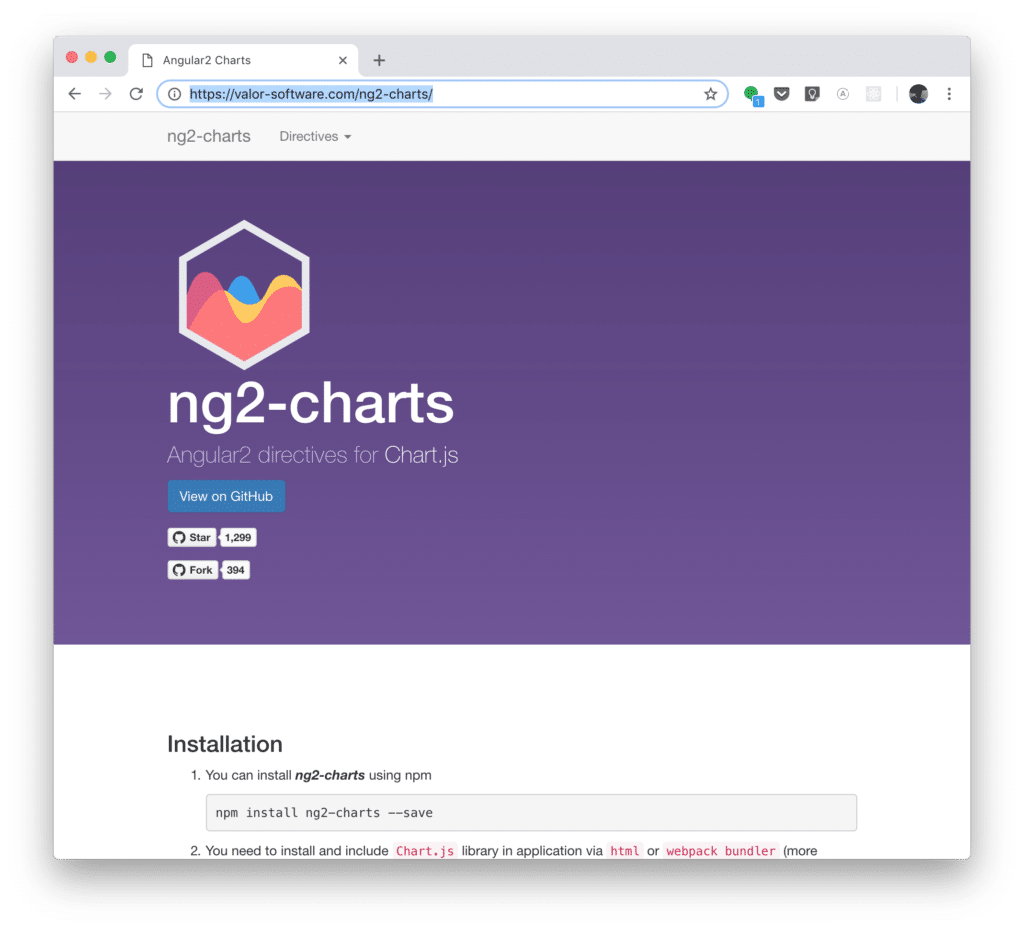 Angular2 Charts
https://valor-software.com/ng2-charts/
1
A
ng2-charts Directives
ng2-charts
Angular2 directives for Chart.js
View on GitHub
Star 1,299
Fork 394
Installation
1. You can install ng2-charts using npm
npm install ng2-charts --save
2. You need to install and include Chart.js library in application via html or webpack bundler (more